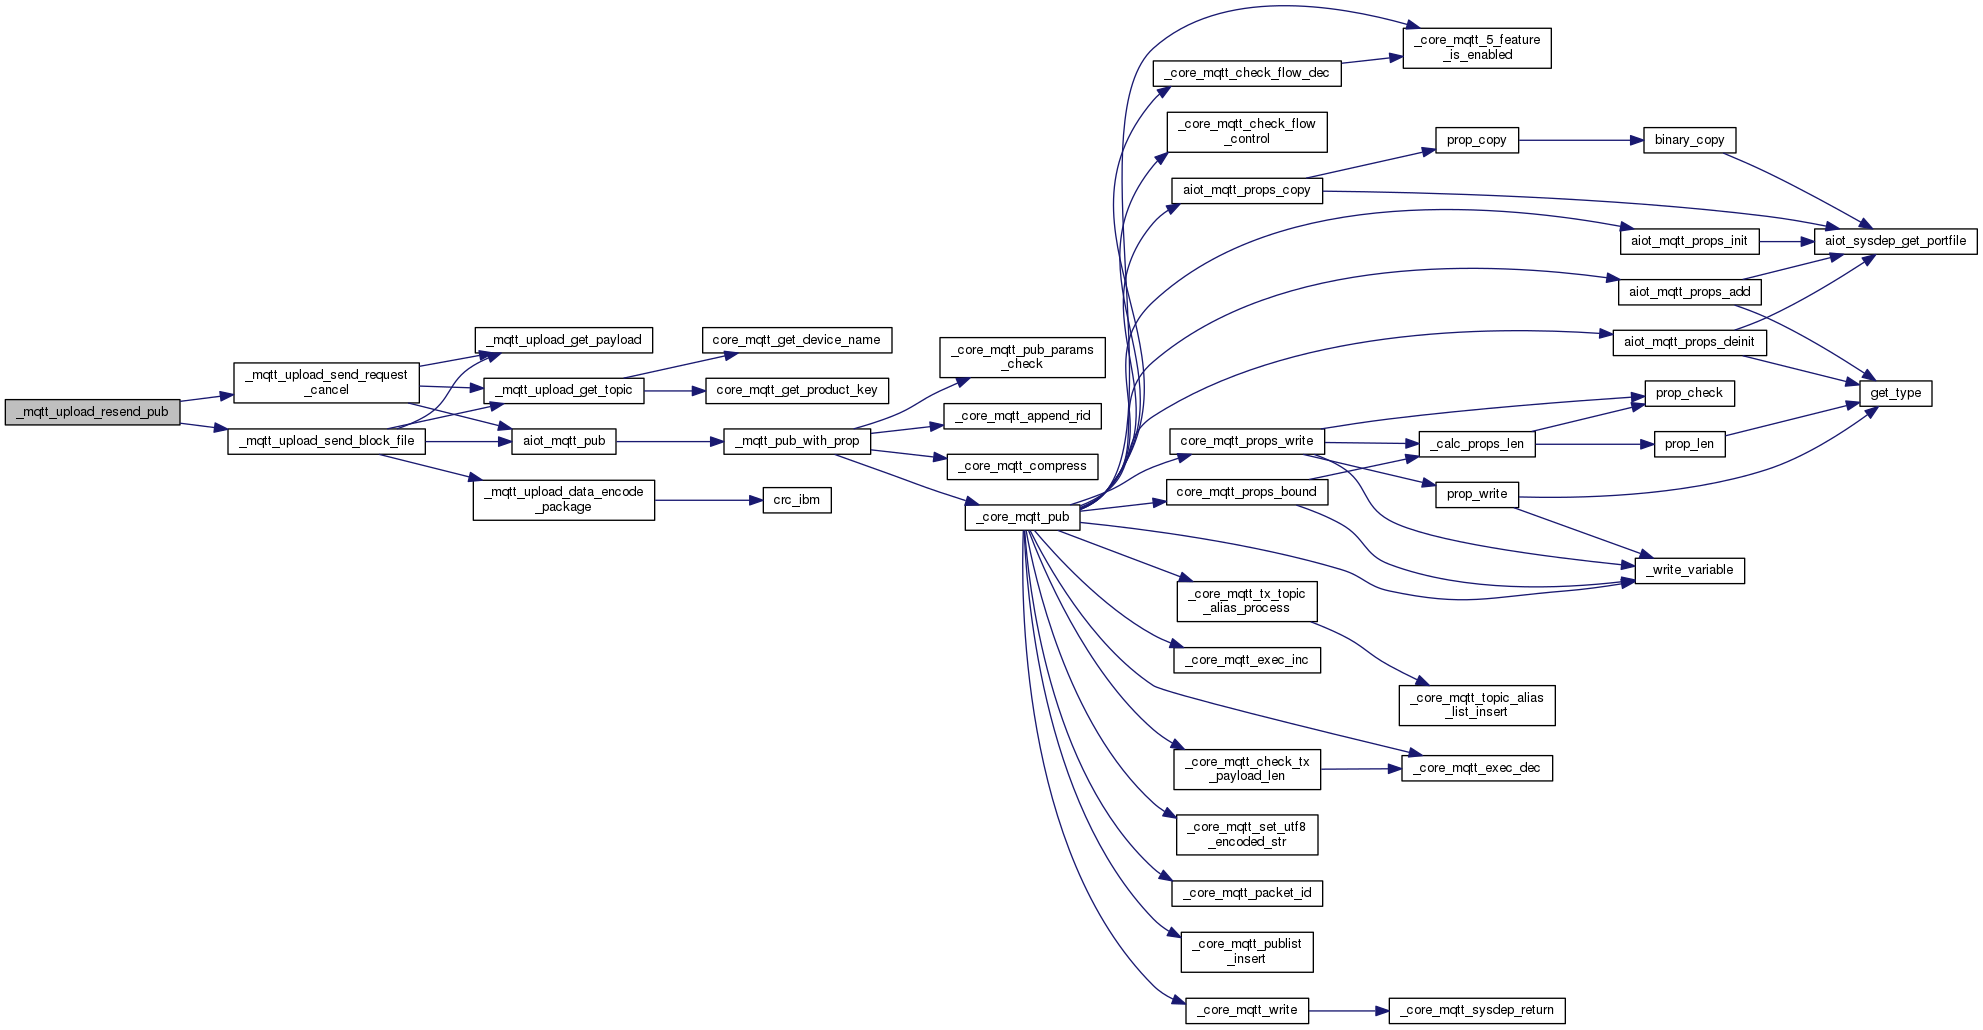 _mqtt_upload_resend_pub
_mqtt_upload_send_request
_cancel
_mqtt_upload_send_block_file
_mqtt_upload_get_payload
_mqtt_upload_get_topic
aiot_mqtt_pub
_mqtt_upload_data_encode
_package
core_mqtt_get_device_name
core_mqtt_get_product_key
_mqtt_pub_with_prop
crc_ibm
_core_mqtt_pub_params
_check
_core_mqtt_append_rid
_core_mqtt_compress
_core_mqtt_pub
_core_mqtt_check_flow_dec
_core_mqtt_check_flow
_control
aiot_mqtt_props_copy
core_mqtt_props_write
core_mqtt_props_bound
_core_mqtt_tx_topic
_alias_process
_core_mqtt_exec_inc
_core_mqtt_check_tx
_payload_len
_core_mqtt_set_utf8
_encoded_str
_core_mqtt_packet_id
_core_mqtt_publist
_insert
_core_mqtt_write
_core_mqtt_5_feature
_is_enabled
prop_copy
_calc_props_len
prop_write
_core_mqtt_topic_alias
_list_insert
_core_mqtt_exec_dec
_core_mqtt_sysdep_return
binary_copy
aiot_mqtt_props_init
aiot_mqtt_props_add
aiot_mqtt_props_deinit
prop_check
prop_len
_write_variable
aiot_sysdep_get_portfile
get_type